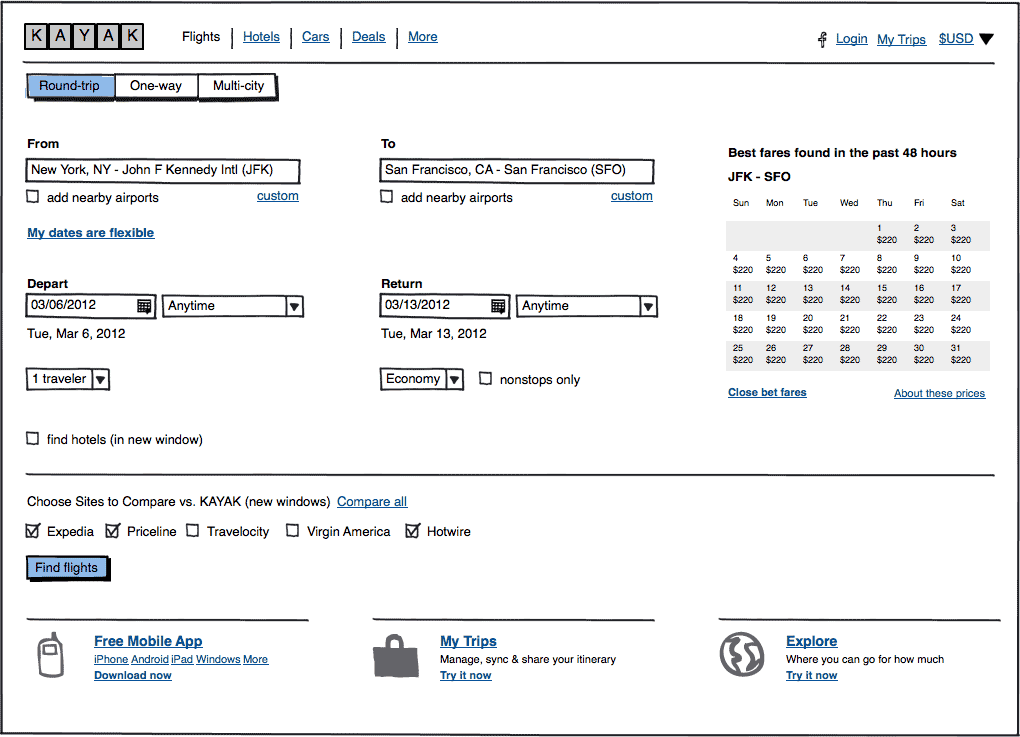 KAYAK Flights Hotels Cars Deals More Login My Trips $USD
Round-trip One-way Multi-city
From
New York, NY - John F Kennedy Intl (JFK)
add nearby airports custom
My dates are flexible
To
San Francisco, CA - San Francisco (SFO)
add nearby airports custom
Depart
03/06/2012 Anytime
Tue, Mar 6, 2012
Return
03/13/2012 Anytime
Tue, Mar 13, 2012
1 traveler
Economy nonstops only
find hotels (in new window)
Best fares found in the past 48 hours
JFK - SFO
Sun Mon Tue Wed Thu Fri Sat
1 2 3
$220 $220 $220
4 5 6 7 8 9 10
$220 $220 $220 $220 $220 $220 $220
11 12 13 14 15 16 17
$220 $220 $220 $220 $220 $220 $220
18 19 20 21 22 23 24
$220 $220 $220 $220 $220 $220 $220
25 26 27 28 29 30 31
$220 $220 $220 $220 $220 $220 $220
Close bet fares About these prices
Choose Sites to Compare vs. KAYAK (new windows) Compare all
Expedia Priceline Travelocity Virgin America Hotwire
Find flights
Free Mobile App
iPhone Android iPad Windows More
Download now
My Trips
Manage, sync & share your itinerary
Try it now
Explore
Where you can go for how much
Try it now